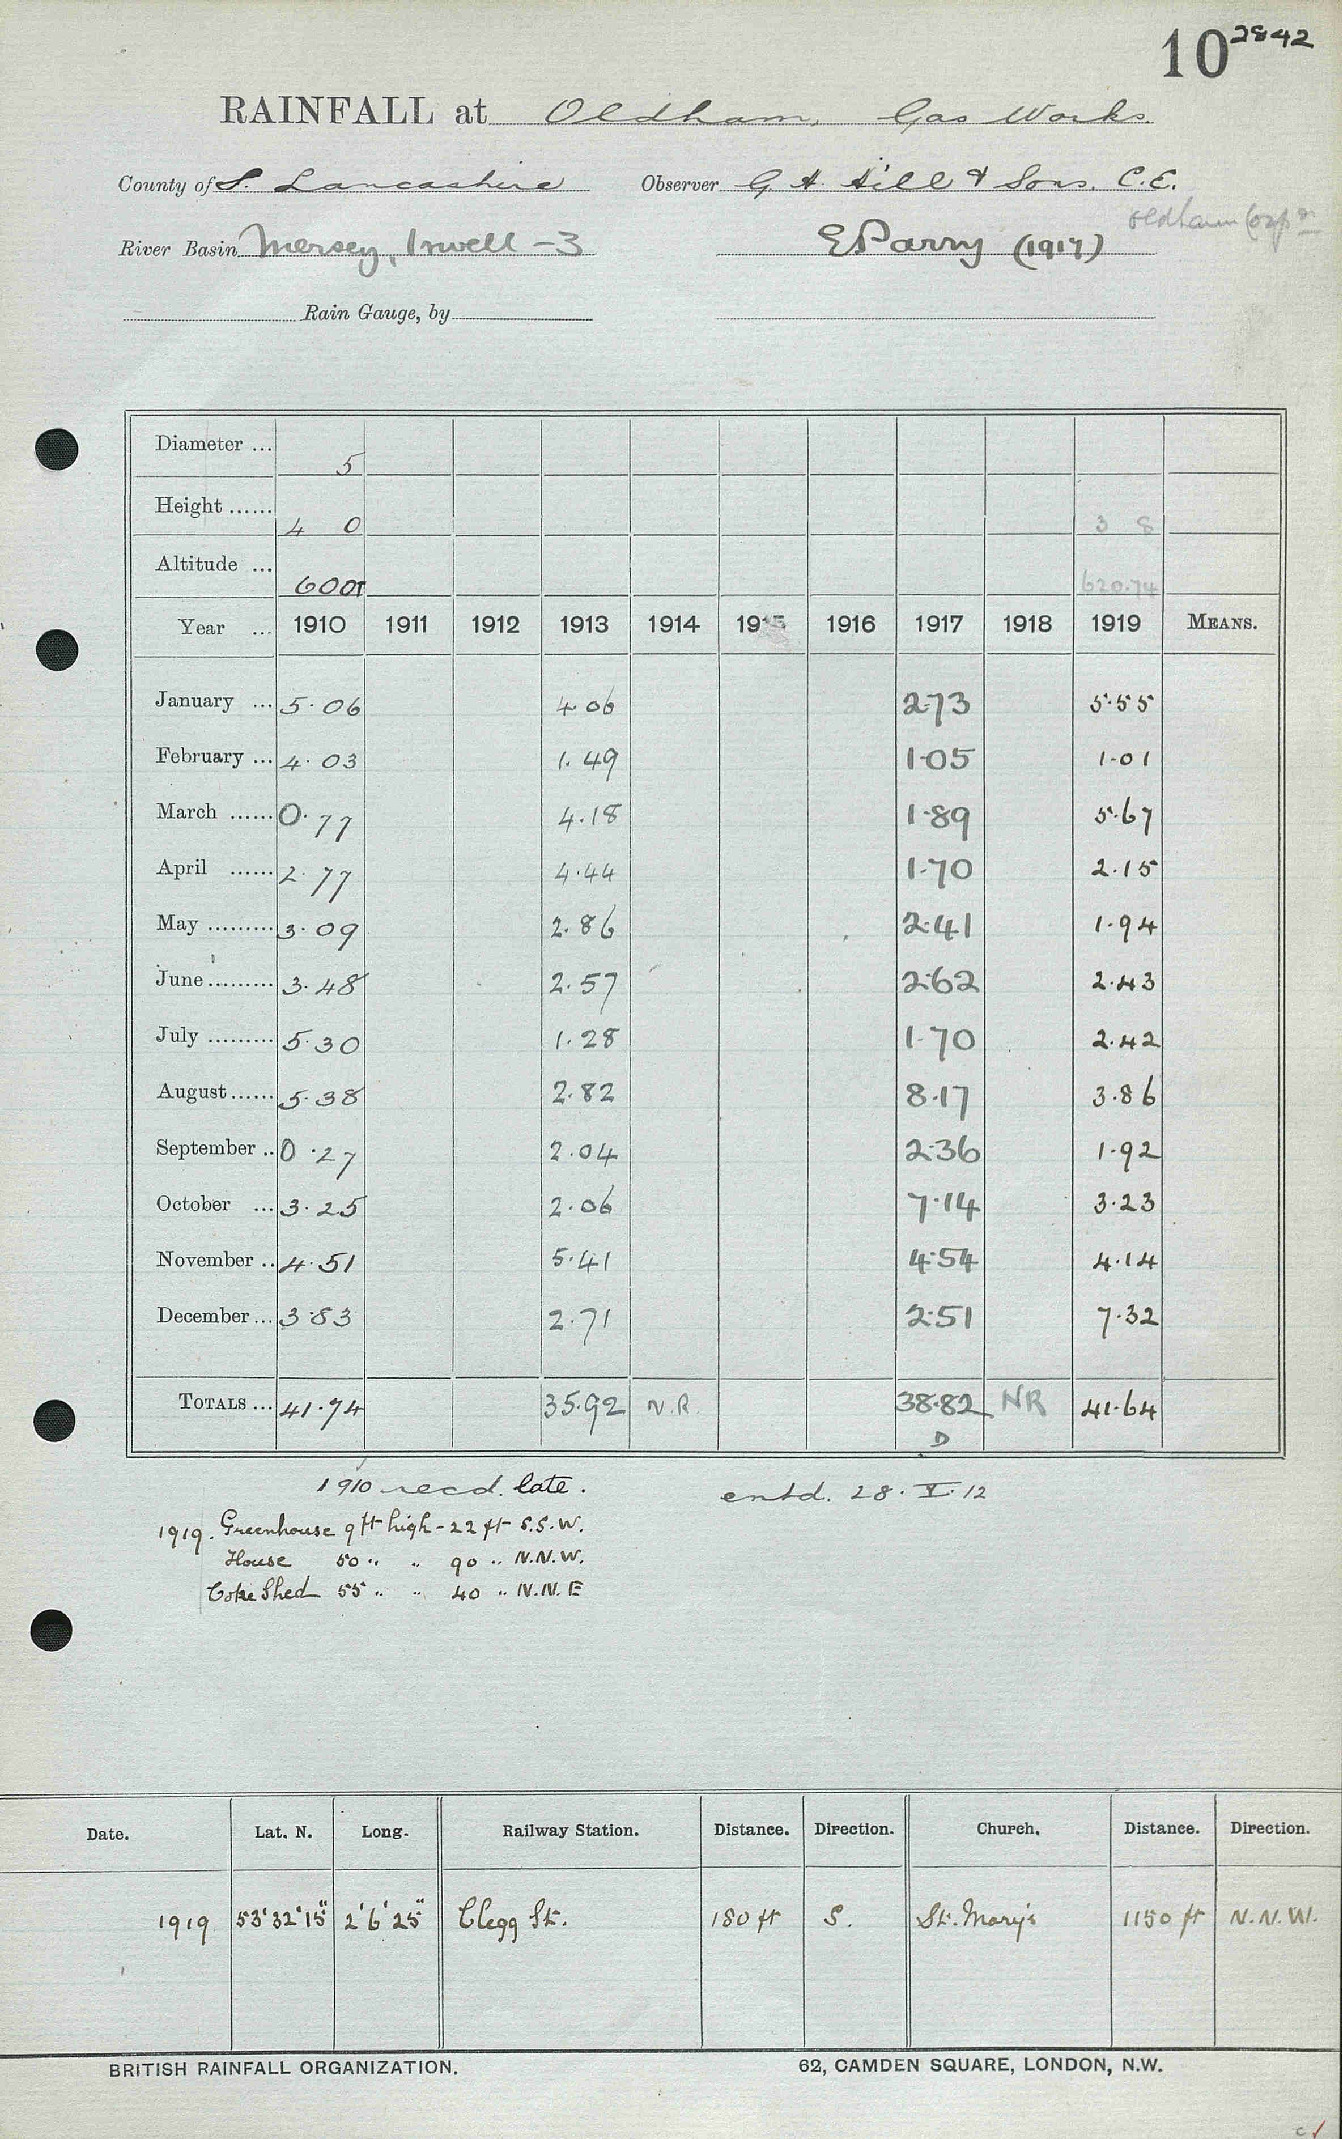 10 2842
RAINFALL at Oldham, Gas Works.
County of S. Lancashire Observer G. H. Hill & Sons. C.E.
Oldham Corpn
River Basin Mersey, Irwell - 3 E Parry (1917)
Rain Gauge, by
Diameter ... 5
Height ...... 4 0 3 8
Altitude ... 600T 620.74
Year ... 1910 1911 1912 1913 1914 1915 1916 1917 1918 1919 MEANS.
January ... 5.06 4.06 2.73 5.55
February ... 4.03 1.49 1.05 1.01
March ...... 0.77 4.18 1.89 5.67
April ...... 2.77 4.44 1.70 2.15
May ......... 3.09 2.86 2.41 1.94
June ......... 3.48 2.57 2.62 2.43
July ......... 5.30 1.28 1.70 2.42
August ...... 5.38 2.82 8.17 3.86
September .. 0.27 2.04 2.36 1.92
October ... 3.25 2.06 7.14 3.23
November .. 4.51 5.41 4.54 4.14
December ... 3.83 2.71 2.51 7.32
TOTALS ... 41.74 35.92 N.R. 38.82 NR 41.64
D
1910 recd. late. entd. 28.V.12
1919. Greenhouse 9 ft high - 22 ft S.S.W.
House 50 " " 90 " N.N.W.
Coke Shed 55 " " 40 " N.N.E
Date. Lat. N. Long. Railway Station. Distance. Direction. Church. Distance. Direction.
1919 53°32'15" 2°6'25" Clegg St. 180 ft S. St. Mary's 1150 ft N.N.W.
BRITISH RAINFALL ORGANIZATION. 62, CAMDEN SQUARE, LONDON, N.W.